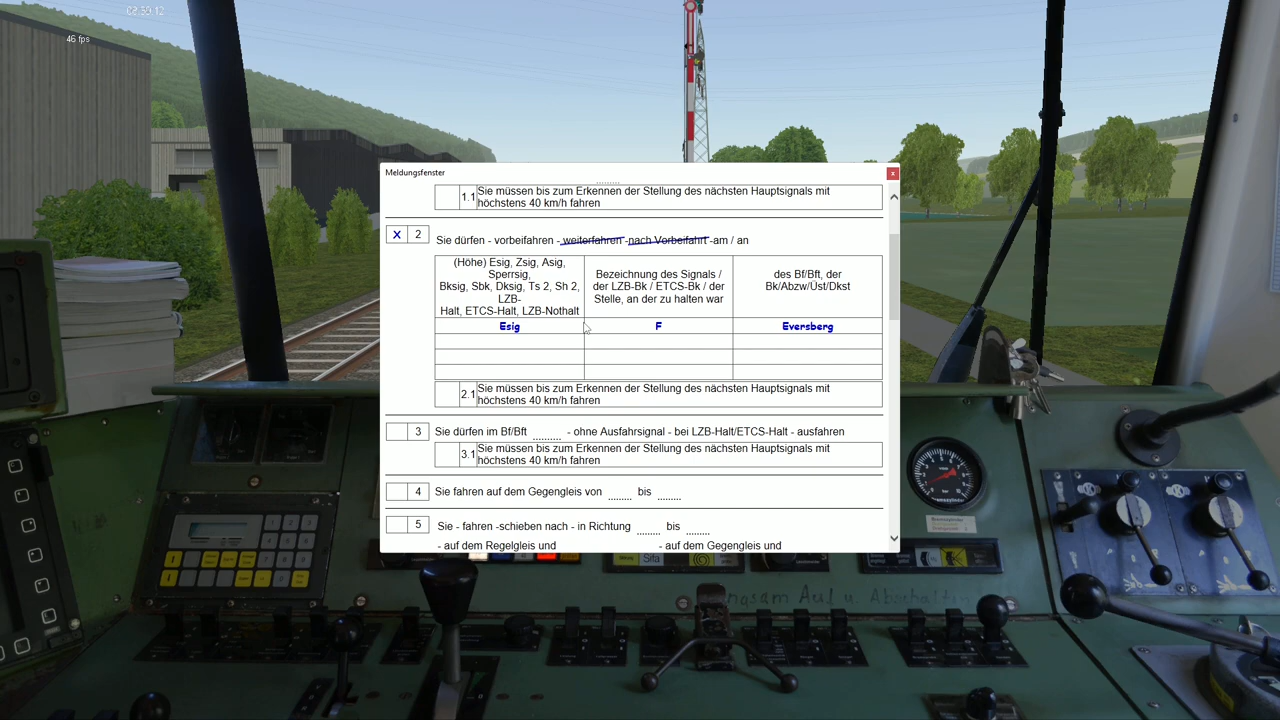 02:59:12
46 fps
Meldungsfenster
x
.........
1.1 Sie müssen bis zum Erkennen der Stellung des nächsten Hauptsignals mit
höchstens 40 km/h fahren
X 2 Sie dürfen - vorbeifahren - weiterfahren -nach Vorbeifahrt -am / an
(Höhe) Esig, Zsig, Asig,
Sperrsig,
Bksig, Sbk, Dksig, Ts 2, Sh 2,
LZB-
Halt, ETCS-Halt, LZB-Nothalt
Bezeichnung des Signals /
der LZB-Bk / ETCS-Bk / der
Stelle, an der zu halten war
des Bf/Bft, der
Bk/Abzw/Üst/Dkst
Esig F Eversberg
2.1 Sie müssen bis zum Erkennen der Stellung des nächsten Hauptsignals mit
höchstens 40 km/h fahren
3 Sie dürfen im Bf/Bft ......... - ohne Ausfahrsignal - bei LZB-Halt/ETCS-Halt - ausfahren
3.1 Sie müssen bis zum Erkennen der Stellung des nächsten Hauptsignals mit
höchstens 40 km/h fahren
4 Sie fahren auf dem Gegengleis von ......... bis .........
5 Sie - fahren -schieben nach - in Richtung ......... bis .........
- auf dem Regelgleis und - auf dem Gegengleis und
Sifa
Langsam Auf u. Abschalten